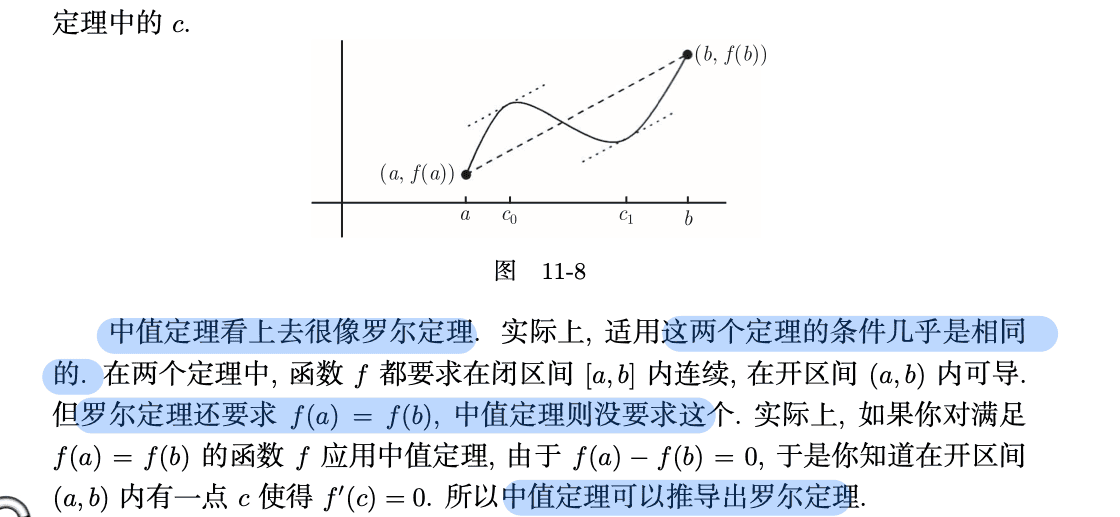 定理中的 c.
(b, f(b))
(a, f(a))
a c₀ c₁ b
图 11-8
中值定理看上去很像罗尔定理. 实际上, 适用这两个定理的条件几乎是相同
的. 在两个定理中, 函数 f 都要求在闭区间 [a,b] 内连续, 在开区间 (a,b) 内可导.
但罗尔定理还要求 f(a) = f(b), 中值定理则没要求这个. 实际上, 如果你对满足
f(a) = f(b) 的函数 f 应用中值定理, 由于 f(a) − f(b) = 0, 于是你知道在开区间
(a,b) 内有一点 c 使得 f′(c) = 0. 所以中值定理可以推导出罗尔定理.